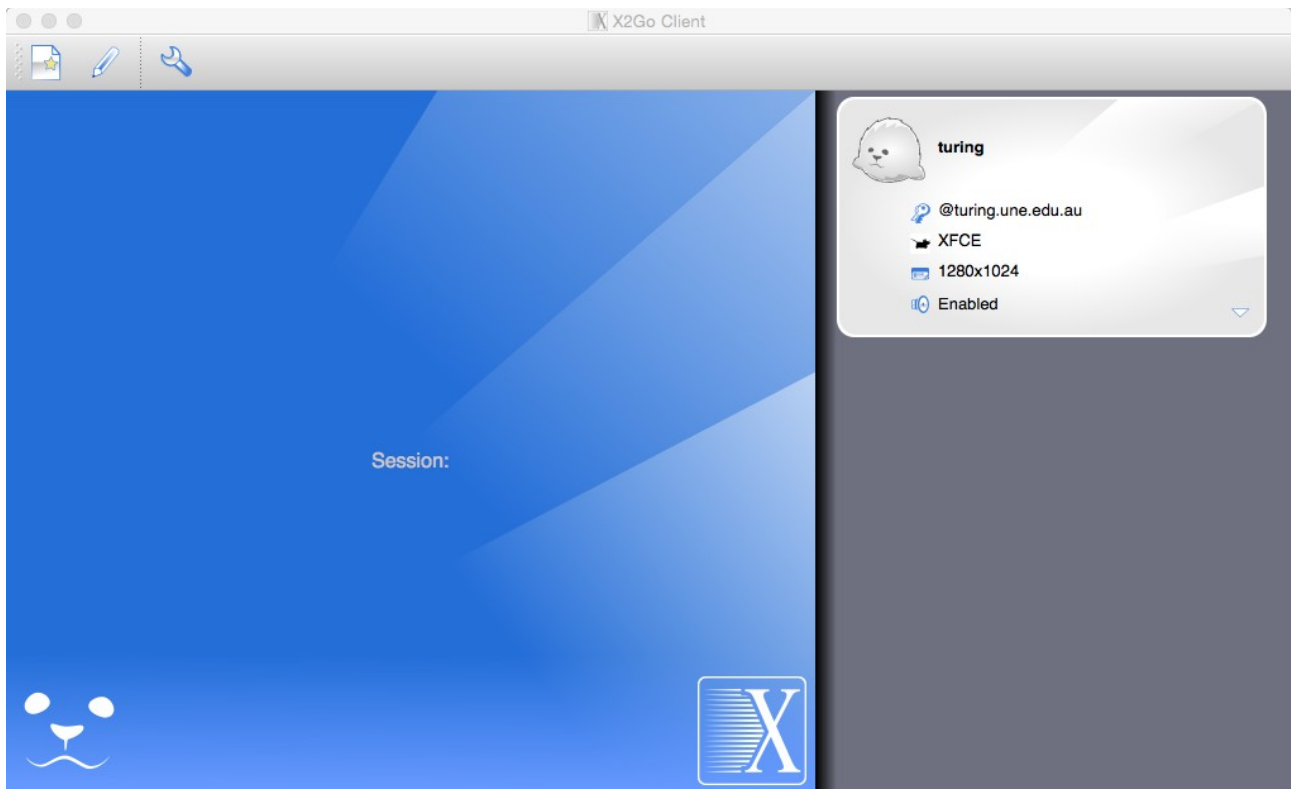 X2Go Client
turing
@turing.une.edu.au
XFCE
1280x1024
Enabled
Session:
X